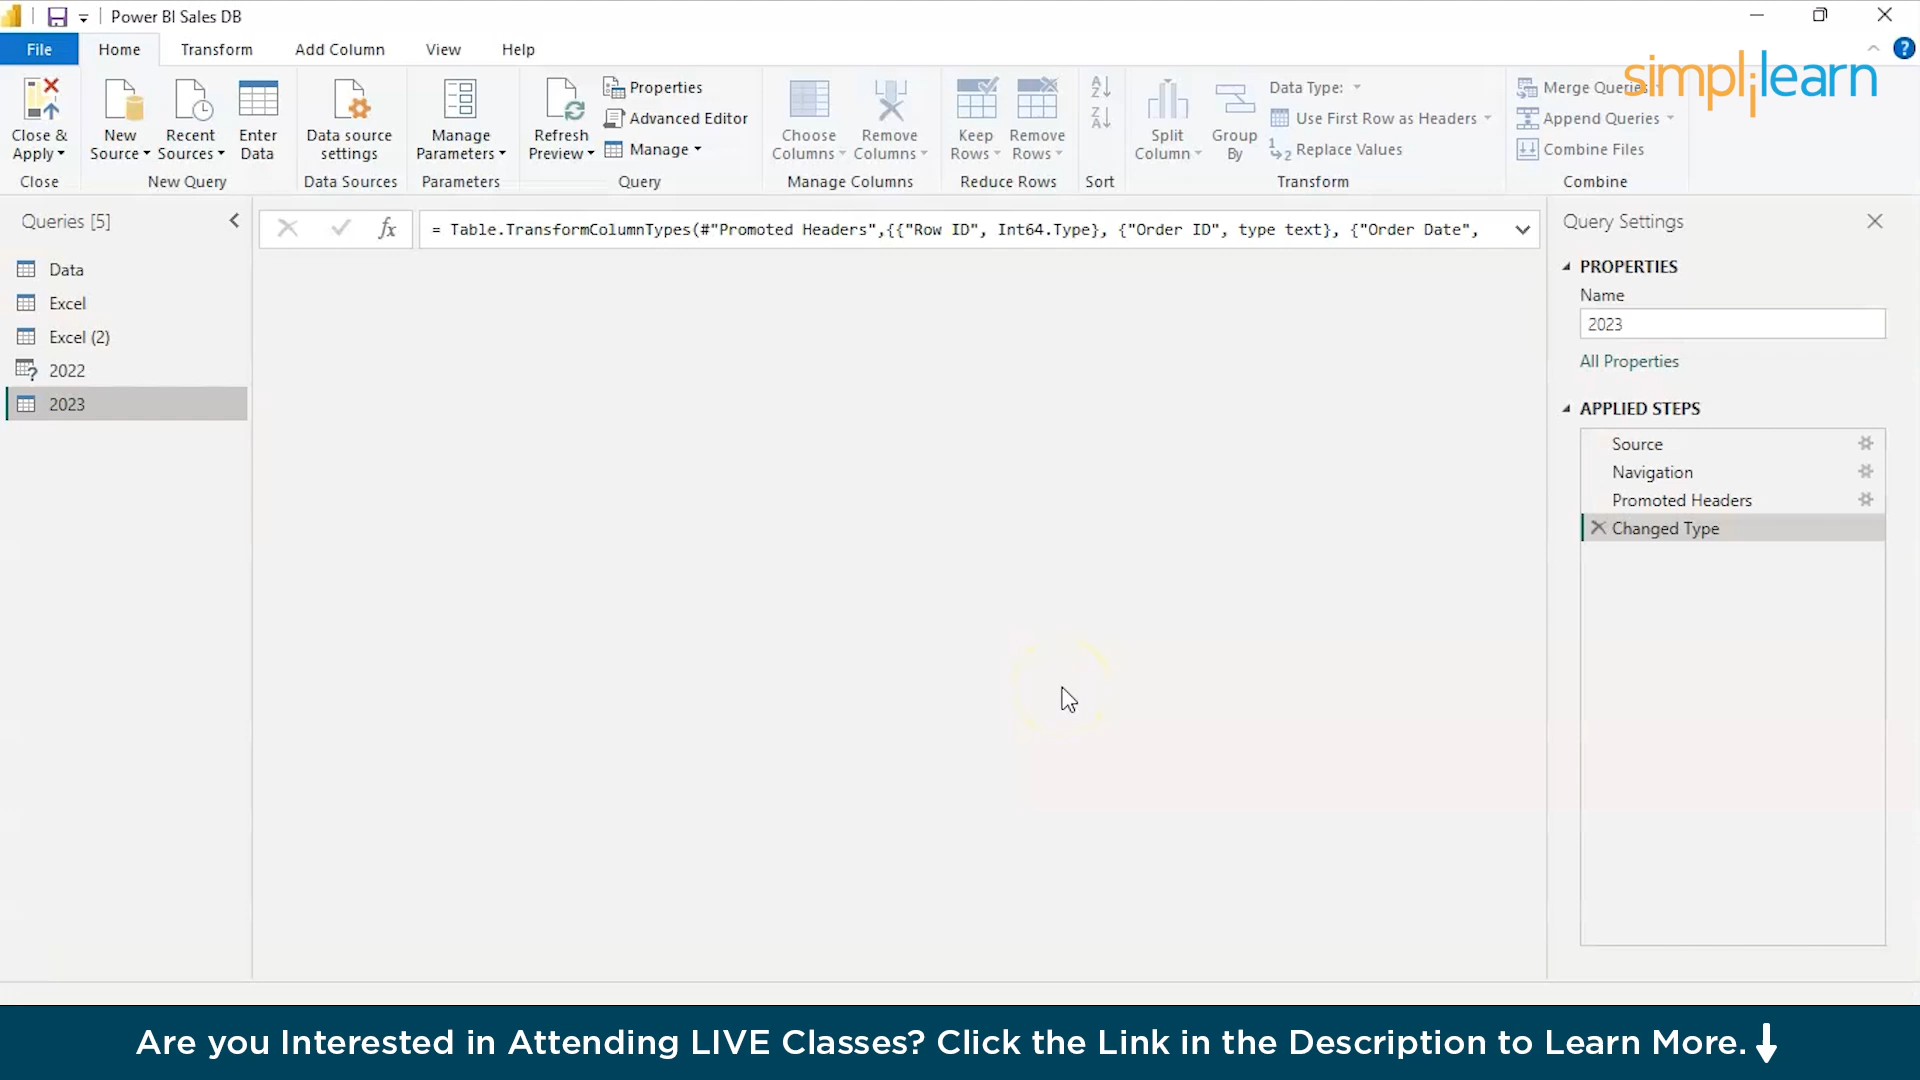 Power BI Sales DB
File Home Transform Add Column View Help
simplilearn
Close & Apply
New Source
Recent Sources
Enter Data
Data source settings
Manage Parameters
Refresh Preview
Properties
Advanced Editor
Manage
Choose Columns
Remove Columns
Keep Rows
Remove Rows
A Z
Z A
Split Column
Group By
Data Type:
Use First Row as Headers
1 2 Replace Values
Merge Queries
Append Queries
Combine Files
Close New Query Data Sources Parameters Query Manage Columns Reduce Rows Sort Transform Combine
Queries [5]
Data
Excel
Excel (2)
2022
2023
fx = Table.TransformColumnTypes(#"Promoted Headers",{{"Row ID", Int64.Type}, {"Order ID", type text}, {"Order Date",
Query Settings
PROPERTIES
Name
2023
All Properties
APPLIED STEPS
Source
Navigation
Promoted Headers
Changed Type
Are you Interested in Attending LIVE Classes? Click the Link in the Description to Learn More.